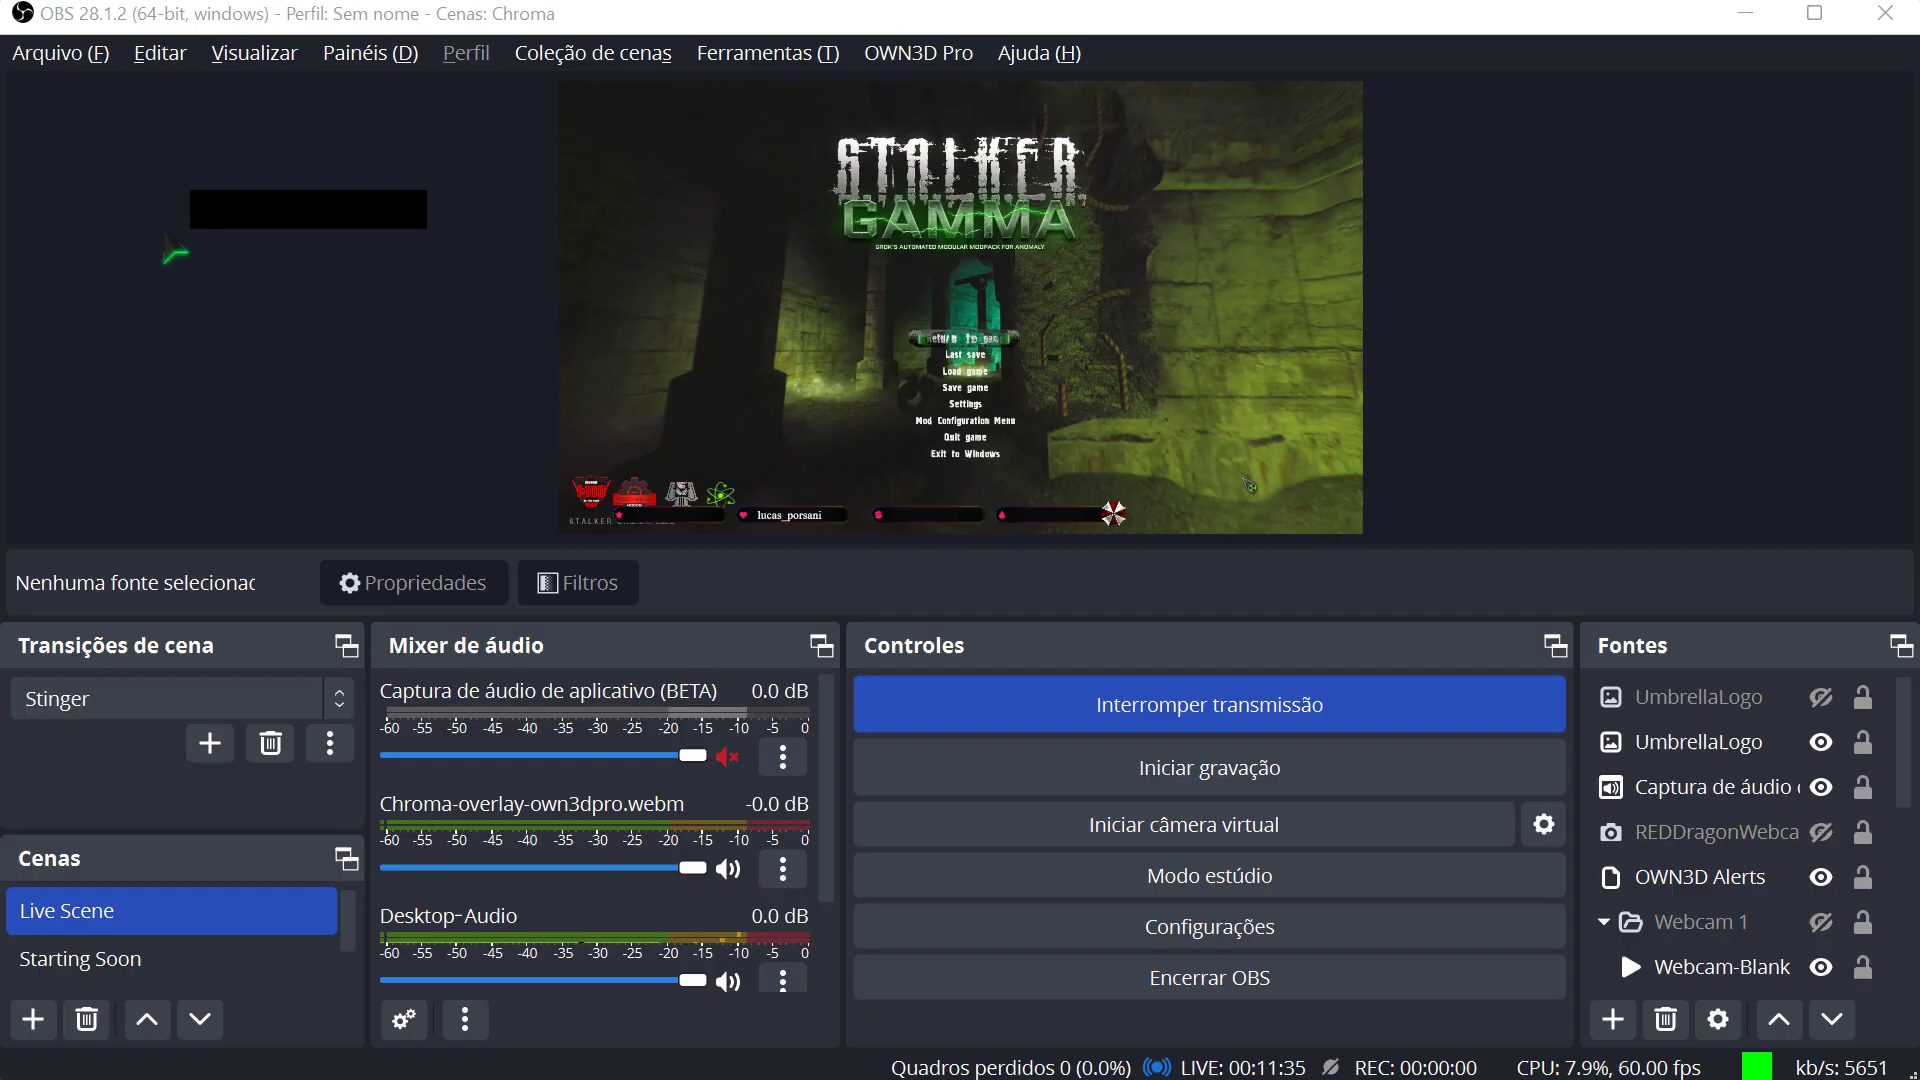 OBS 28.1.2 (64-bit, windows) - Perfil: Sem nome - Cenas: Chroma
Arquivo (F) Editar Visualizar Painéis (D) Perfil Coleção de cenas Ferramentas (T) OWN3D Pro Ajuda (H)
S.T.A.L.K.E.R
GAMMA
GROK'S AUTOMATED MODULAR MODPACK FOR ANOMALY
Last save
Load game
Save game
Settings
Mod Configuration Menu
Quit game
Exit to Windows
S.T.A.L.K.E.R.
lucas_porsani
Nenhuma fonte selecionac
Propriedades
Filtros
Transições de cena
Stinger
Cenas
Live Scene
Starting Soon
Mixer de áudio
Captura de áudio de aplicativo (BETA) 0.0 dB
-60 -55 -50 -45 -40 -35 -30 -25 -20 -15 -10 -5 0
Chroma-overlay-own3dpro.webm -0.0 dB
-60 -55 -50 -45 -40 -35 -30 -25 -20 -15 -10 -5 0
Desktop-Audio 0.0 dB
-60 -55 -50 -45 -40 -35 -30 -25 -20 -15 -10 -5 0
Controles
Interromper transmissão
Iniciar gravação
Iniciar câmera virtual
Modo estúdio
Configurações
Encerrar OBS
Fontes
UmbrellaLogo
UmbrellaLogo
Captura de áudio
REDDragonWebca
OWN3D Alerts
Webcam 1
Webcam-Blank
Quadros perdidos 0 (0.0%) LIVE: 00:11:35 REC: 00:00:00 CPU: 7.9%, 60.00 fps kb/s: 5651